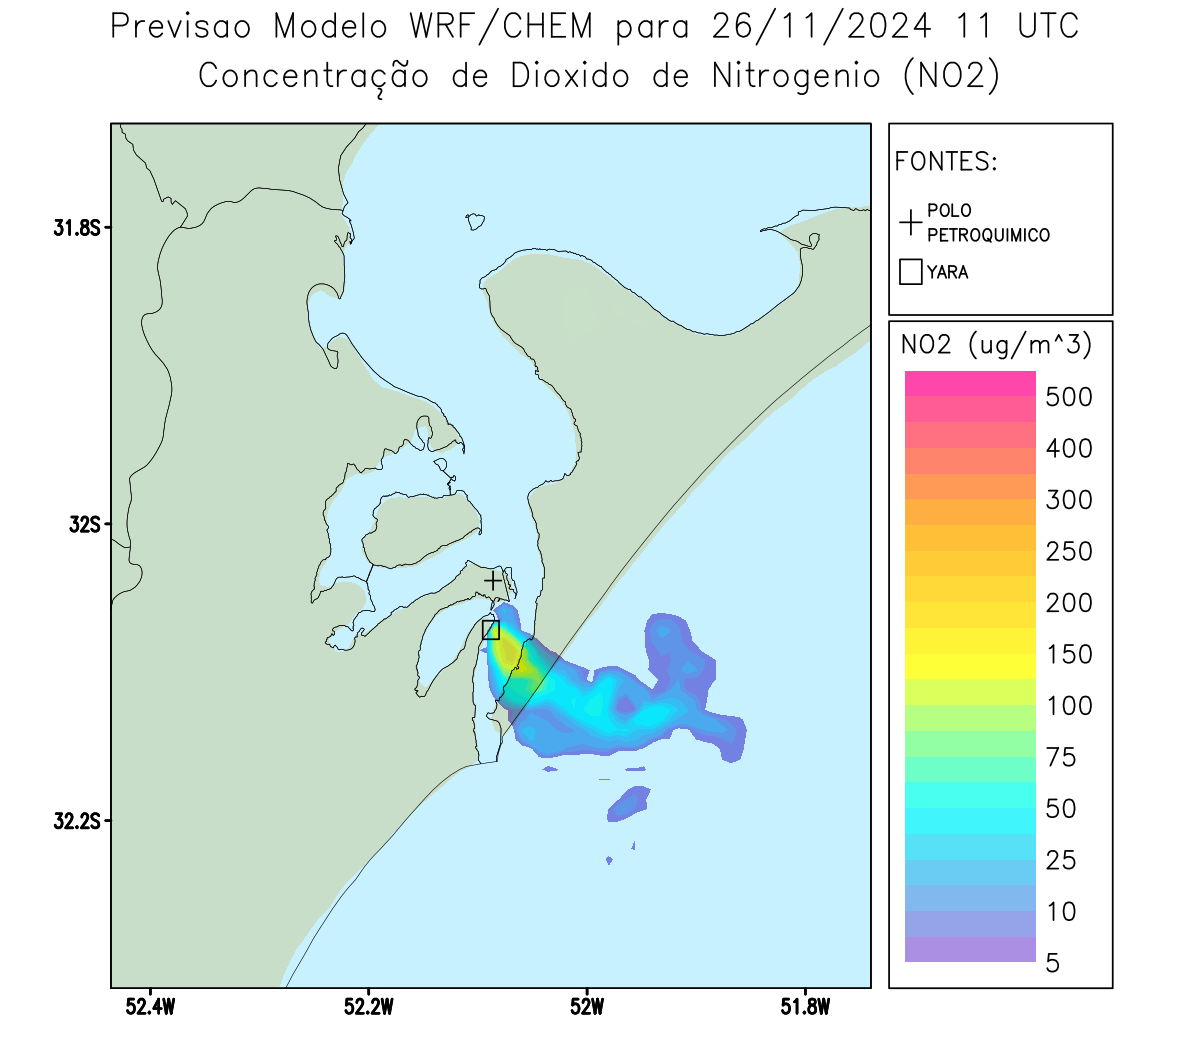 Previsao Modelo WRF/CHEM para 26/11/2024 11 UTC
Concentração de Dioxido de Nitrogenio (NO2)
FONTES:
POLO
PETROQUIMICO
YARA
NO2 (ug/m^3)
500
400
300
250
200
150
100
75
50
25
10
5
31.8S
32S
32.2S
52.4W
52.2W
52W
51.8W